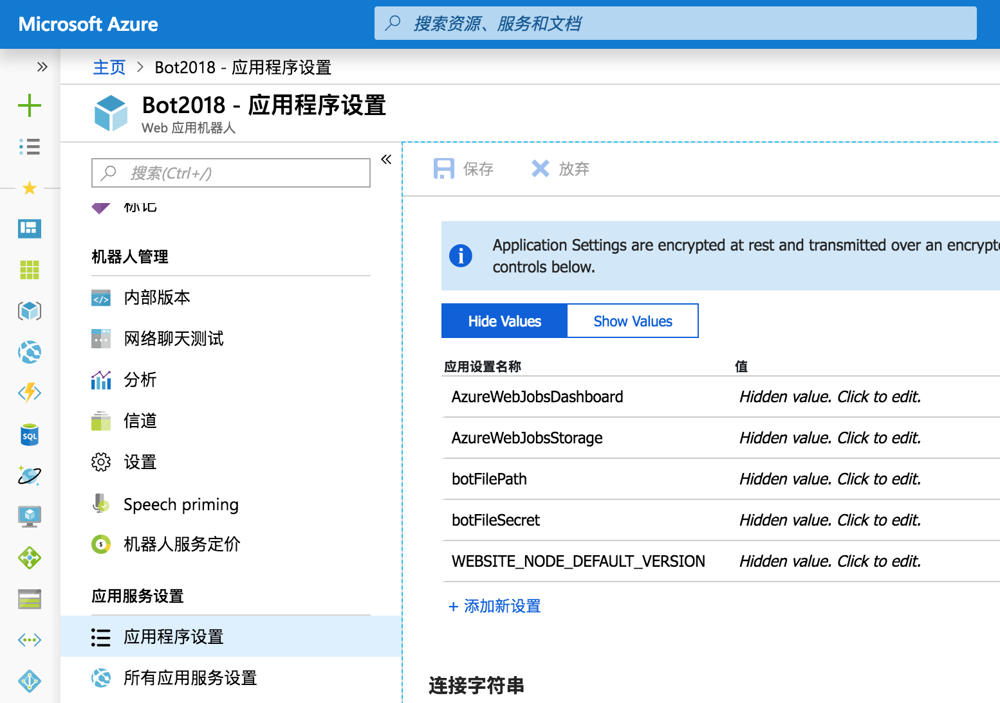 Microsoft Azure
搜索资源、服务和文档
主页 > Bot2018 - 应用程序设置
Bot2018 - 应用程序设置
Web 应用机器人
搜索(Ctrl+/)
标记
机器人管理
内部版本
网络聊天测试
分析
信道
设置
Speech priming
机器人服务定价
应用服务设置
应用程序设置
所有应用服务设置
SQL
保存
放弃
Application Settings are encrypted at rest and transmitted over an encrypte
controls below.
Hide Values
Show Values
应用设置名称 值
AzureWebJobsDashboard Hidden value. Click to edit.
AzureWebJobsStorage Hidden value. Click to edit.
botFilePath Hidden value. Click to edit.
botFileSecret Hidden value. Click to edit.
WEBSITE_NODE_DEFAULT_VERSION Hidden value. Click to edit.
+ 添加新设置
连接字符串